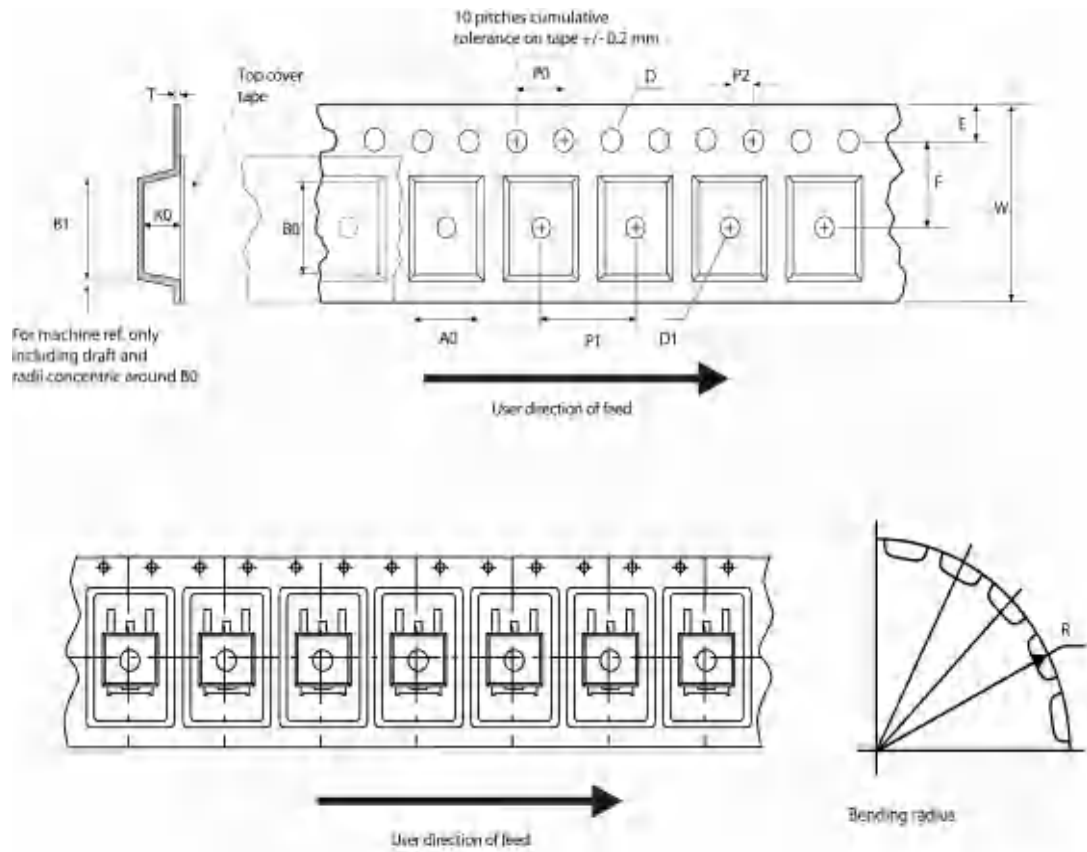 10 pitches cumulative
tolerance on tape +/- 0.2 mm
P0
D
P2
T
Top cover
tape
E
F
W
B1
K0
B0
For machine ref. only
including draft and
radii concentric around B0
A0
P1
D1
User direction of feed
R
Bending radius
User direction of feed